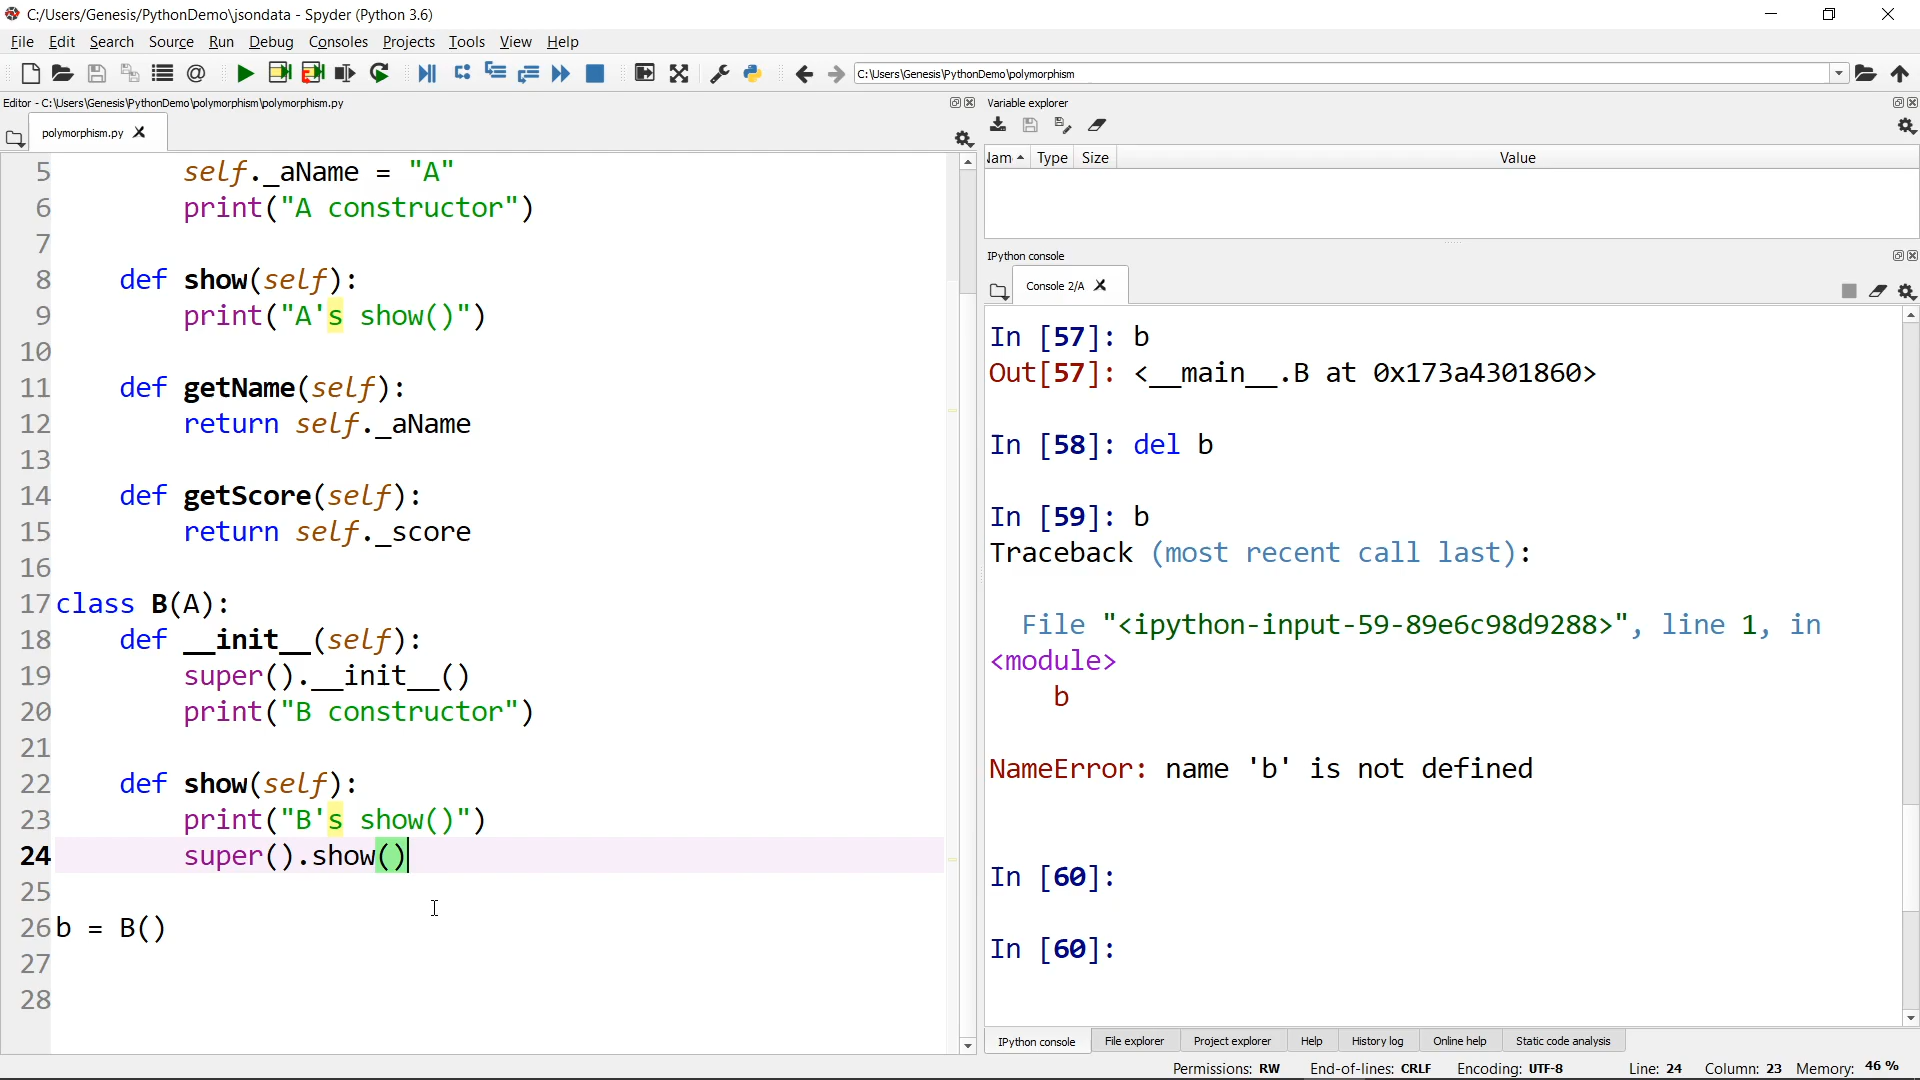 C:/Users/Genesis/PythonDemo\jsondata - Spyder (Python 3.6)
File Edit Search Source Run Debug Consoles Projects Tools View Help
C:\Users\Genesis\PythonDemo\polymorphism
Editor - C:\Users\Genesis\PythonDemo\polymorphism\polymorphism.py
polymorphism.py
5 self._aName = "A"
6 print("A constructor")
7
8 def show(self):
9 print("A's show()")
10
11 def getName(self):
12 return self._aName
13
14 def getScore(self):
15 return self._score
16
17 class B(A):
18 def __init__(self):
19 super().__init__()
20 print("B constructor")
21
22 def show(self):
23 print("B's show()")
24 super().show()
25
26 b = B()
27
28
Variable explorer
Type Size Value
IPython console
Console 2/A
In [57]: b
Out[57]: <__main__.B at 0x173a4301860>
In [58]: del b
In [59]: b
Traceback (most recent call last):
File "<ipython-input-59-89e6c98d9288>", line 1, in
<module>
b
NameError: name 'b' is not defined
In [60]:
In [60]:
IPython console File explorer Project explorer Help History log Online help Static code analysis
Permissions: RW End-of-lines: CRLF Encoding: UTF-8 Line: 24 Column: 23 Memory: 46 %